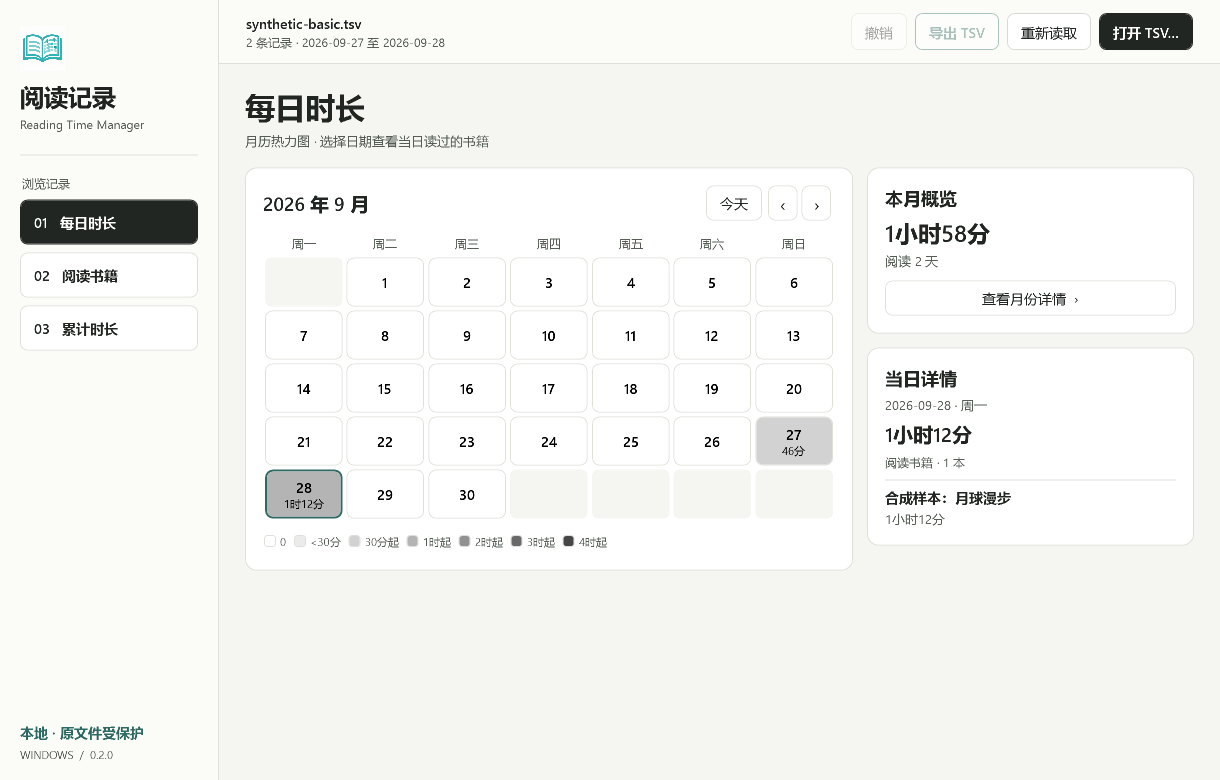 阅读记录
Reading Time Manager
浏览记录
01 每日时长
02 阅读书籍
03 累计时长
本地 · 原文件受保护
WINDOWS / 0.2.0
synthetic-basic.tsv
2 条记录 · 2026-09-27 至 2026-09-28
撤销 导出 TSV 重新读取 打开 TSV...
每日时长
月历热力图 · 选择日期查看当日读过的书籍
2026 年 9 月 今天 ‹ ›
周一 周二 周三 周四 周五 周六 周日
1 2 3 4 5 6
7 8 9 10 11 12 13
14 15 16 17 18 19 20
21 22 23 24 25 26 27
46分
28 29 30
1时12分
0 <30分 30分起 1时起 2时起 3时起 4时起
本月概览
1小时58分
阅读 2 天
查看月份详情 ›
当日详情
2026-09-28 · 周一
1小时12分
阅读书籍 · 1 本
合成样本：月球漫步
1小时12分